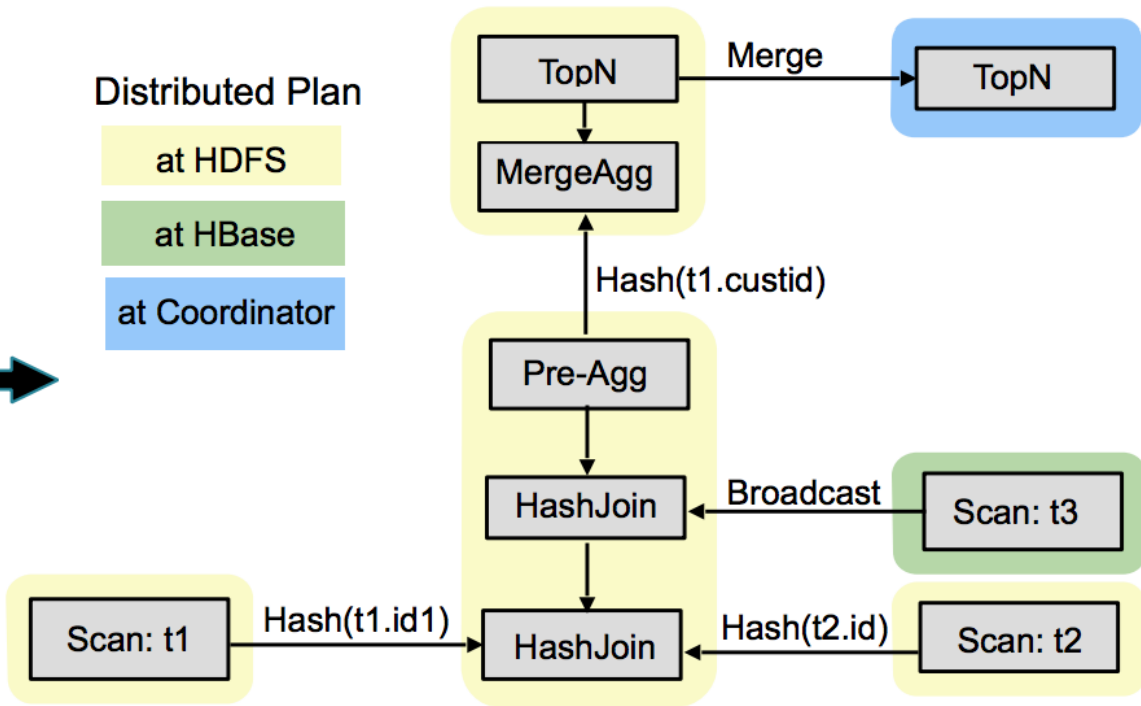 Distributed Plan
at HDFS
at HBase
at Coordinator
TopN
Merge
TopN
MergeAgg
Hash(t1.custid)
Pre-Agg
HashJoin
Broadcast
Scan: t3
Scan: t1
Hash(t1.id1)
HashJoin
Hash(t2.id)
Scan: t2